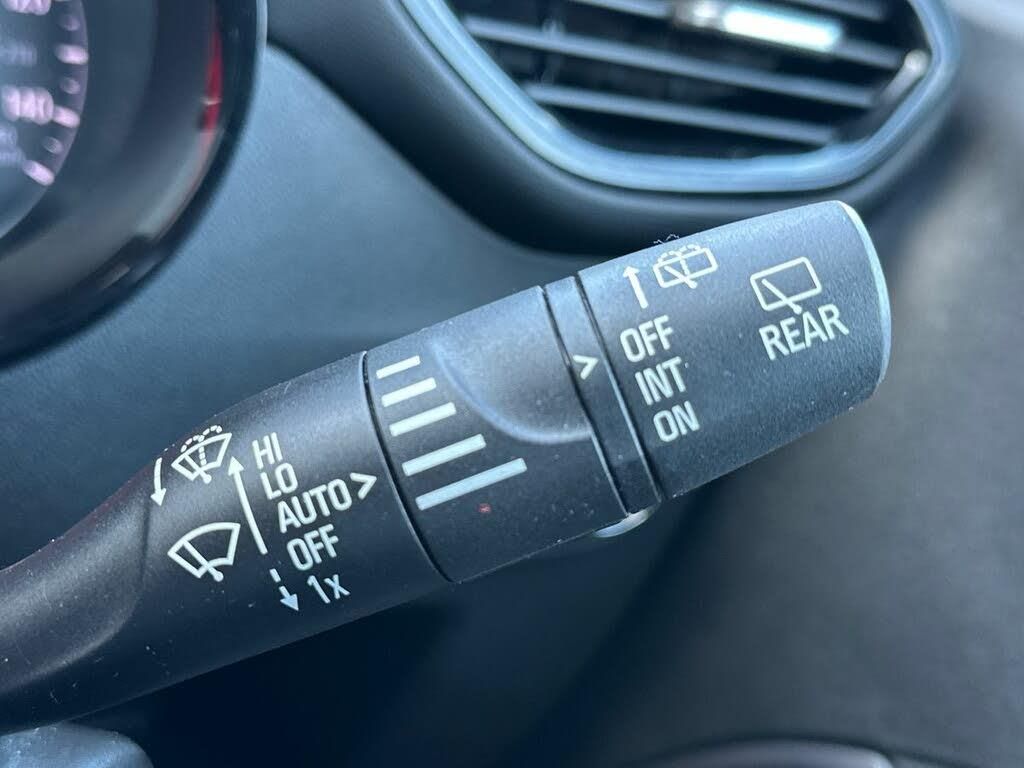 HI
LO
AUTO >
OFF
1x
>
OFF
INT
ON
REAR